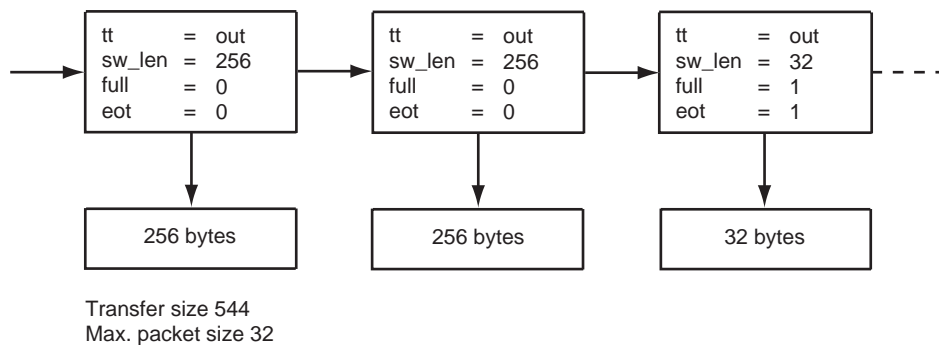 tt = out
sw_len = 256
full = 0
eot = 0
tt = out
sw_len = 256
full = 0
eot = 0
tt = out
sw_len = 32
full = 1
eot = 1
256 bytes
256 bytes
32 bytes
Transfer size 544
Max. packet size 32